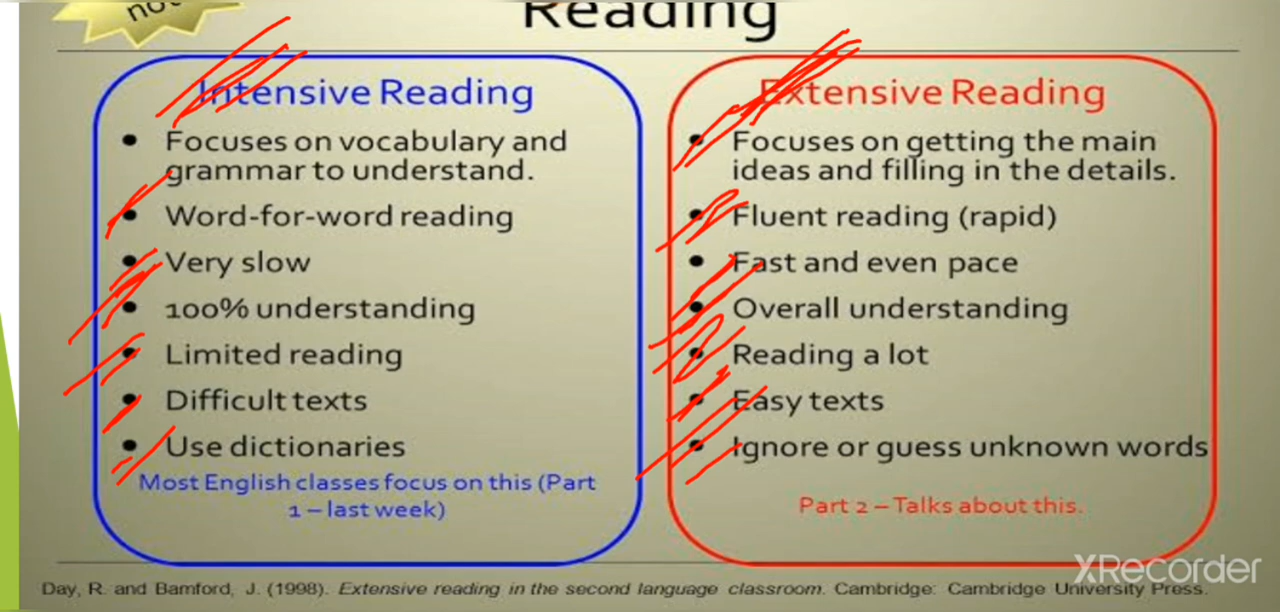 not
Reading
Intensive Reading
Focuses on vocabulary and
grammar to understand.
Word-for-word reading
Very slow
100% understanding
Limited reading
Difficult texts
Use dictionaries
Most English classes focus on this (Part
1 – last week)
Extensive Reading
Focuses on getting the main
ideas and filling in the details.
Fluent reading (rapid)
Fast and even pace
Overall understanding
Reading a lot
Easy texts
Ignore or guess unknown words
Part 2 – Talks about this.
XRecorder
Day, R. and Bamford, J. (1998). Extensive reading in the second language classroom. Cambridge: Cambridge University Press.